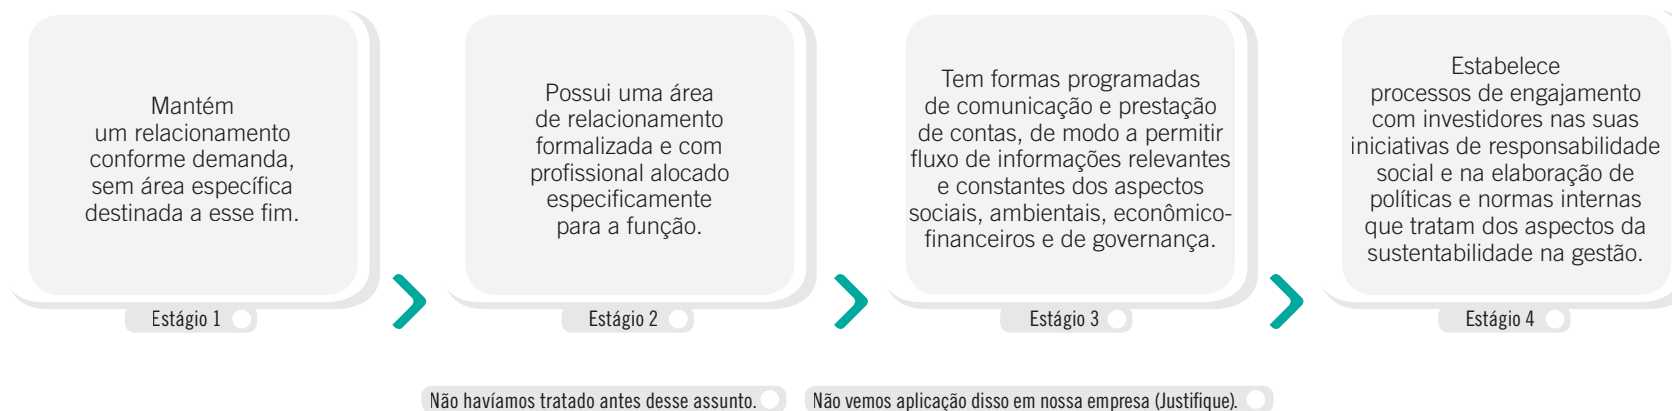 Mantém
um relacionamento
conforme demanda,
sem área específica
destinada a esse fim.
Estágio 1
Possui uma área
de relacionamento
formalizada e com
profissional alocado
especificamente
para a função.
Estágio 2
Tem formas programadas
de comunicação e prestação
de contas, de modo a permitir
fluxo de informações relevantes
e constantes dos aspectos
sociais, ambientais, econômico-
financeiros e de governança.
Estágio 3
Estabelece
processos de engajamento
com investidores nas suas
iniciativas de responsabilidade
social e na elaboração de
políticas e normas internas
que tratam dos aspectos da
sustentabilidade na gestão.
Estágio 4
Não havíamos tratado antes desse assunto.
Não vemos aplicação disso em nossa empresa (Justifique).